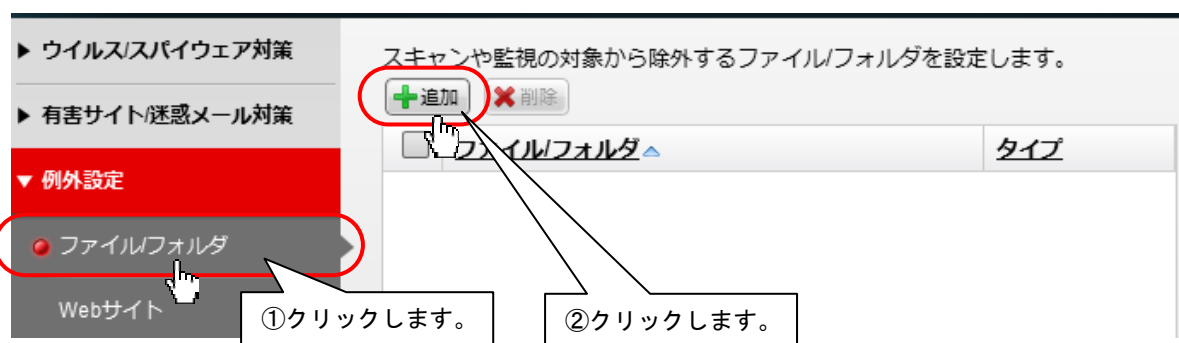 ▶ ウイルス/スパイウェア対策
▶ 有害サイト/迷惑メール対策
▼ 例外設定
ファイル/フォルダ
Webサイト
スキャンや監視の対象から除外するファイル/フォルダを設定します。
追加 削除
ファイル/フォルダ タイプ
①クリックします。
②クリックします。